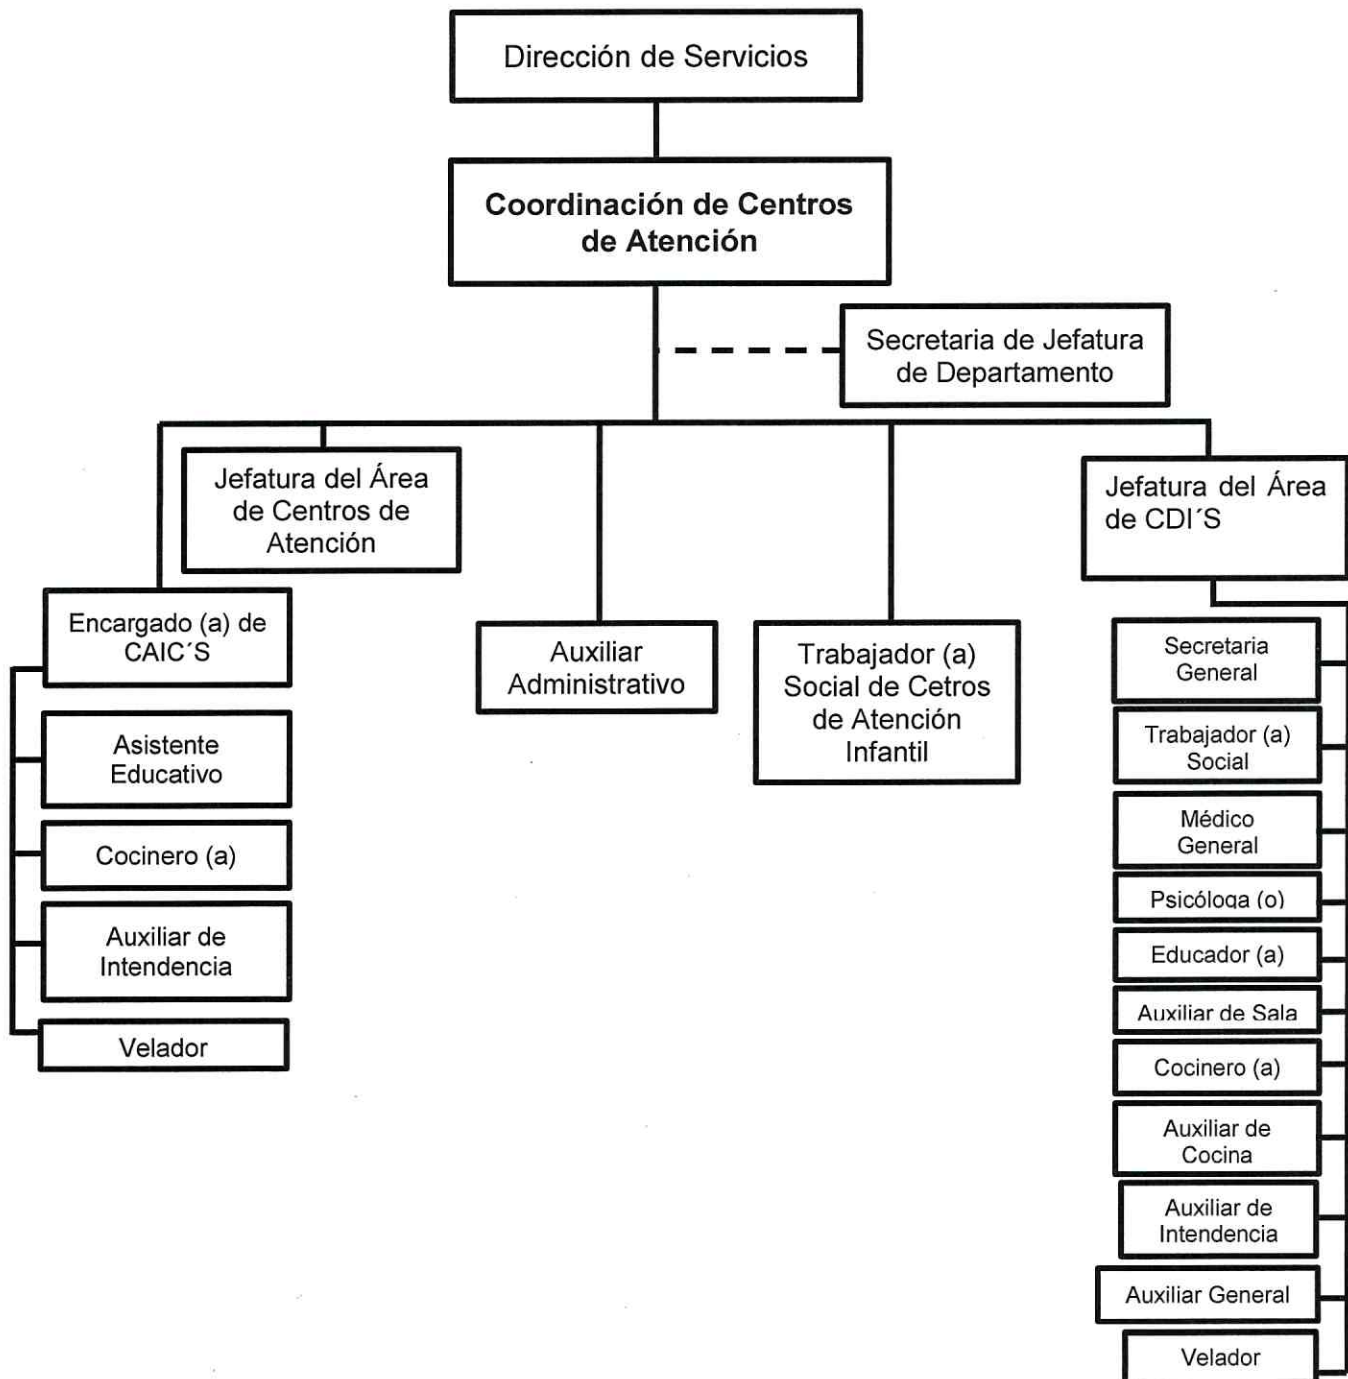 Dirección de Servicios
Coordinación de Centros
de Atención
Secretaria de Jefatura
de Departamento
Jefatura del Área
de Centros de
Atención
Jefatura del Área
de CDI´S
Encargado (a) de
CAIC´S
Asistente
Educativo
Cocinero (a)
Auxiliar de
Intendencia
Velador
Auxiliar
Administrativo
Trabajador (a)
Social de Cetros
de Atención
Infantil
Secretaria
General
Trabajador (a)
Social
Médico
General
Psicóloga (o)
Educador (a)
Auxiliar de Sala
Cocinero (a)
Auxiliar de
Cocina
Auxiliar de
Intendencia
Auxiliar General
Velador